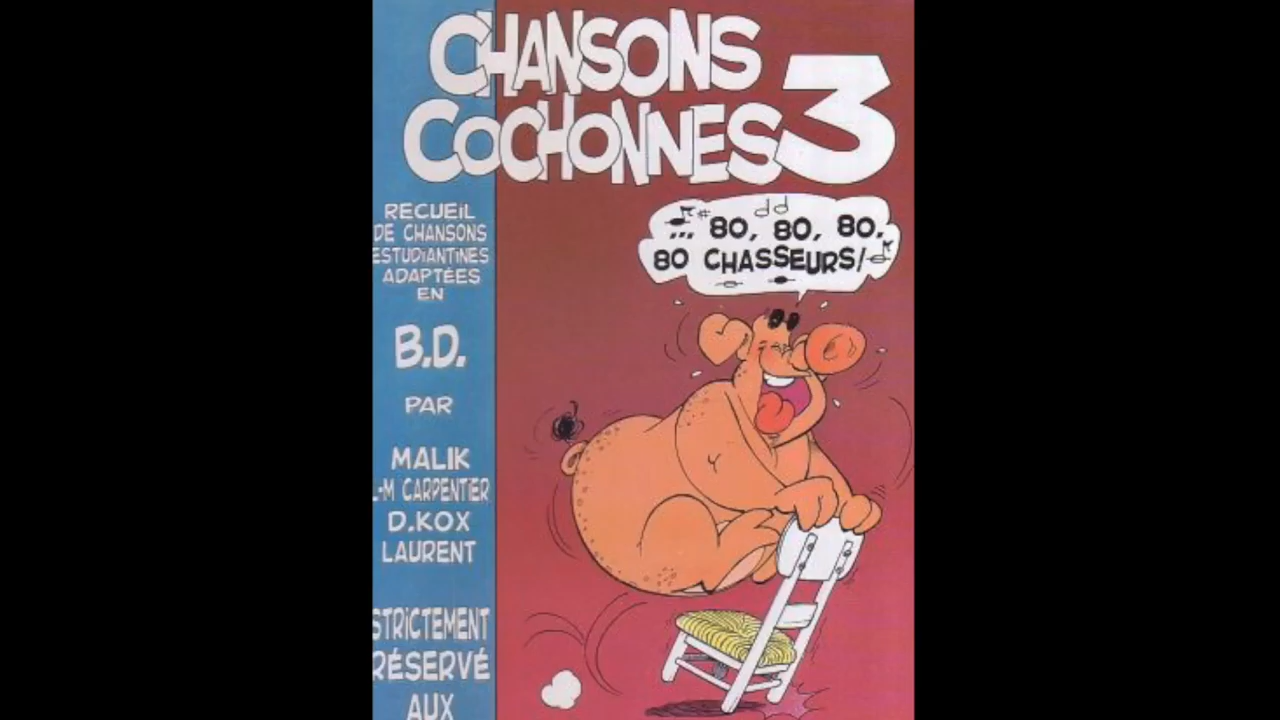 CHANSONS
COCHONNES 3
... 80, 80, 80,
80 CHASSEURS!
RECUEIL
DE CHANSONS
ESTUDIANTINES
ADAPTÉES
EN
B.D.
PAR
MALIK
L-M CARPENTIER
D.KOX
LAURENT
STRICTEMENT
RÉSERVÉ
AUX